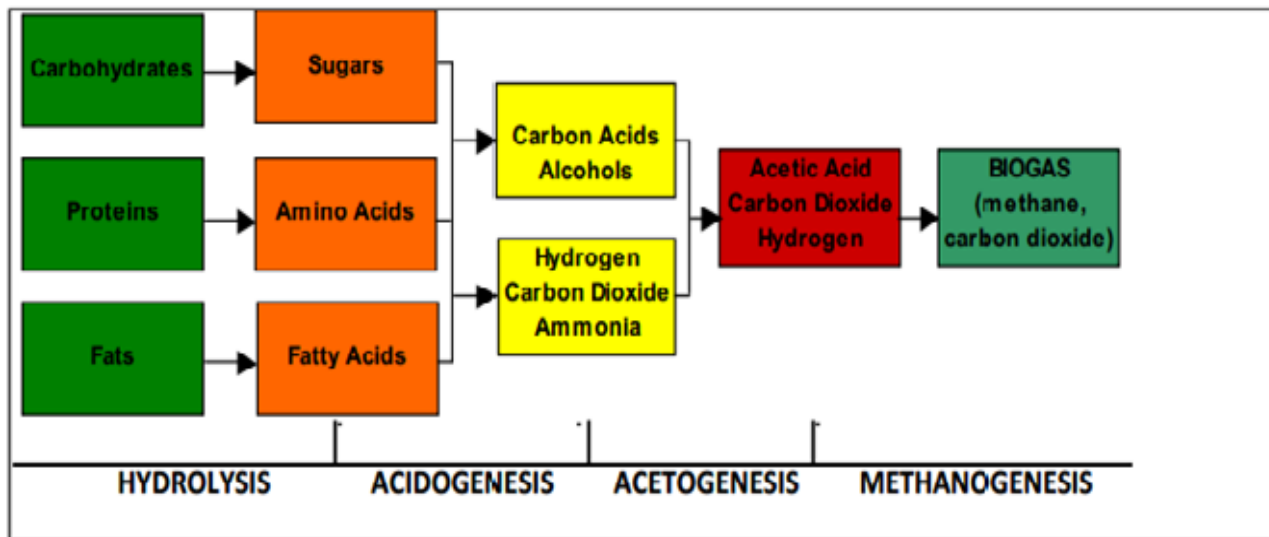 Carbohydrates
Sugars
Carbon Acids
Alcohols
Proteins
Amino Acids
Acetic Acid
Carbon Dioxide
Hydrogen
BIOGAS
(methane,
carbon dioxide)
Hydrogen
Carbon Dioxide
Ammonia
Fats
Fatty Acids
HYDROLYSIS
ACIDOGENESIS
ACETOGENESIS
METHANOGENESIS